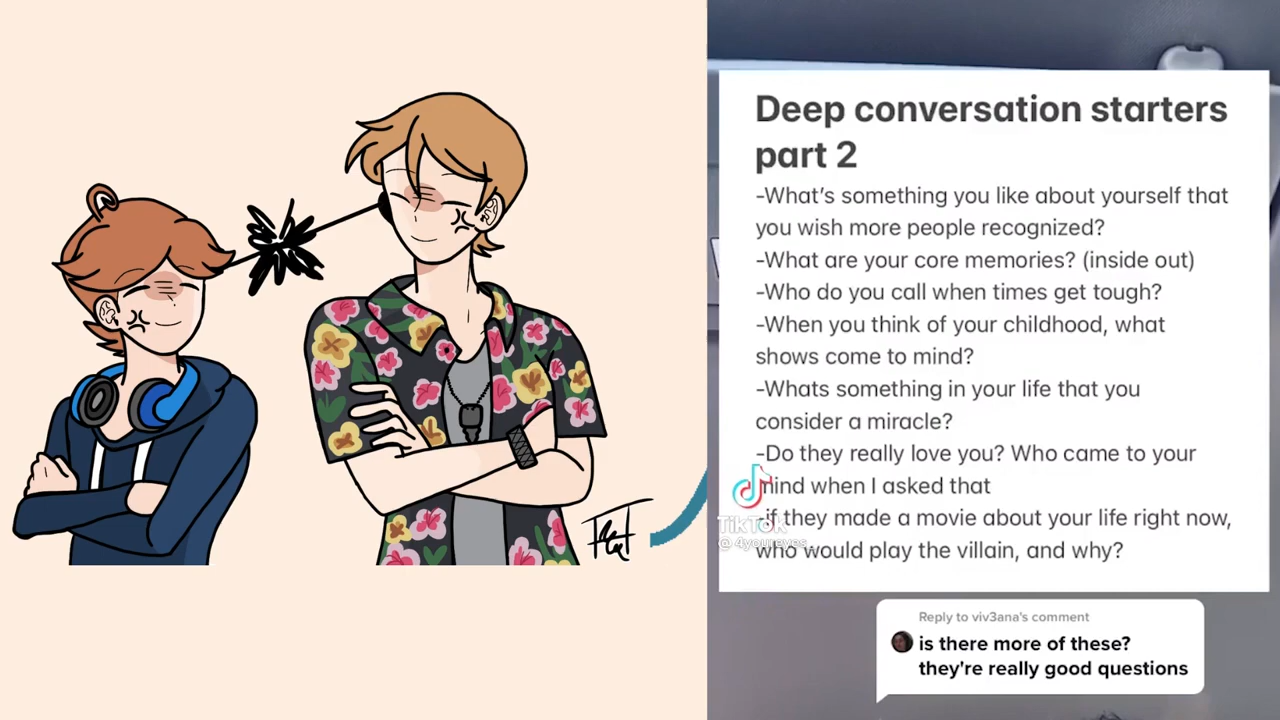 Deep conversation starters
part 2
-What's something you like about yourself that
you wish more people recognized?
-What are your core memories? (inside out)
-Who do you call when times get tough?
-When you think of your childhood, what
shows come to mind?
-Whats something in your life that you
consider a miracle?
-Do they really love you? Who came to your
mind when I asked that
-if they made a movie about your life right now,
who would play the villain, and why?
TikTok
@4youreyes
Reply to viv3ana's comment
is there more of these?
they're really good questions